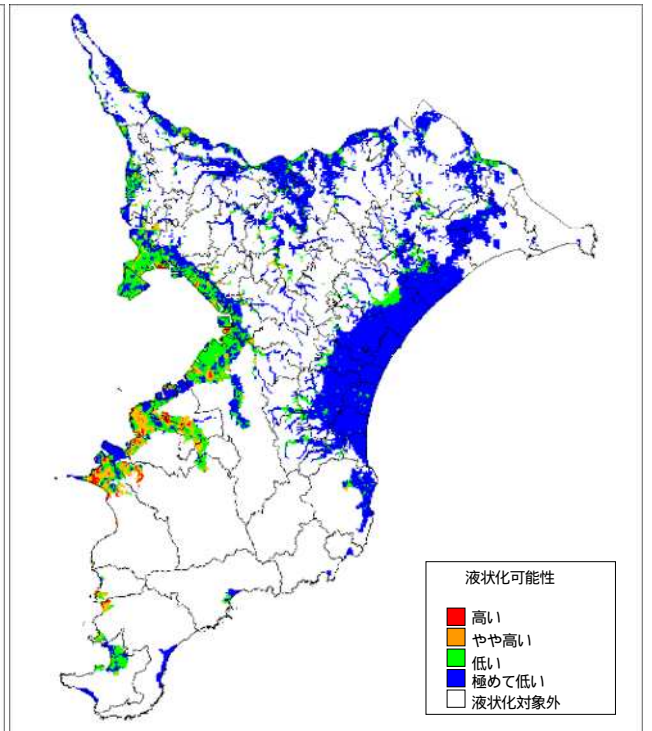 液状化可能性
高い
やや高い
低い
極めて低い
液状化対象外